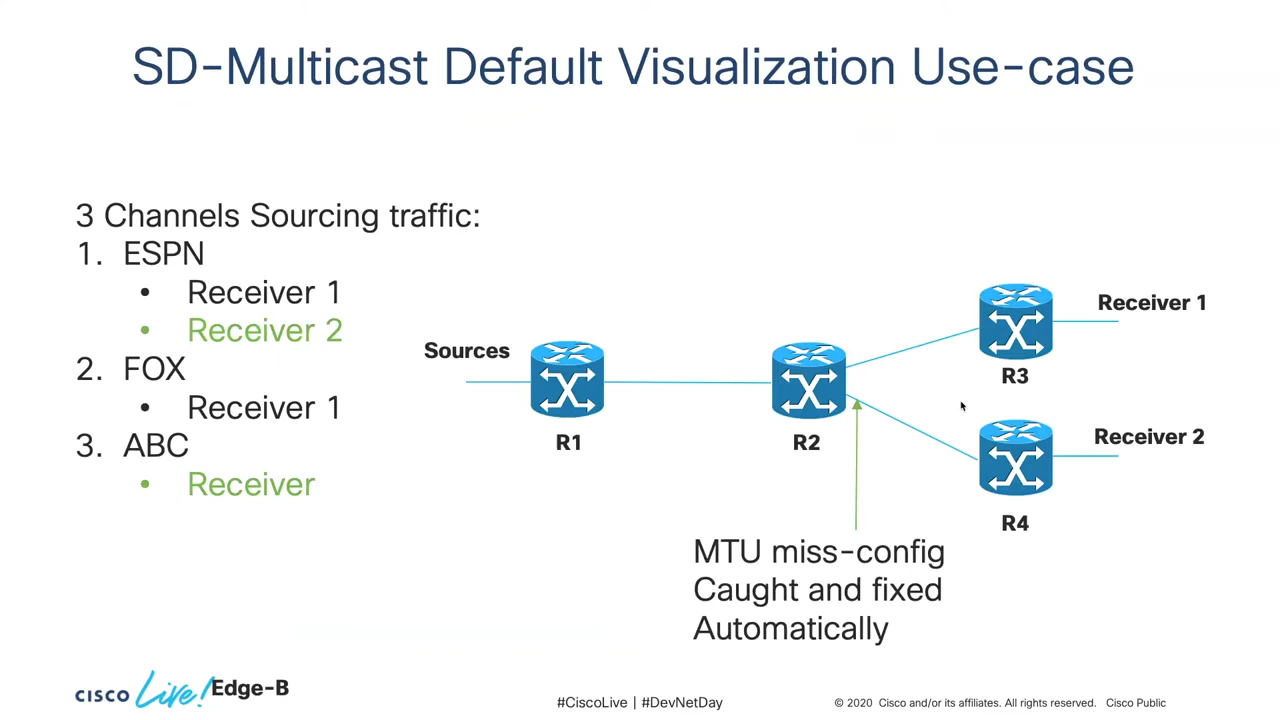 SD-Multicast Default Visualization Use-case
3 Channels Sourcing traffic:
1. ESPN
• Receiver 1
• Receiver 2
2. FOX
• Receiver 1
3. ABC
• Receiver
Sources
R1
R2
Receiver 1
R3
Receiver 2
R4
MTU miss-config
Caught and fixed
Automatically
CISCO Live! Edge-B
#CiscoLive | #DevNetDay
© 2020 Cisco and/or its affiliates. All rights reserved. Cisco Public